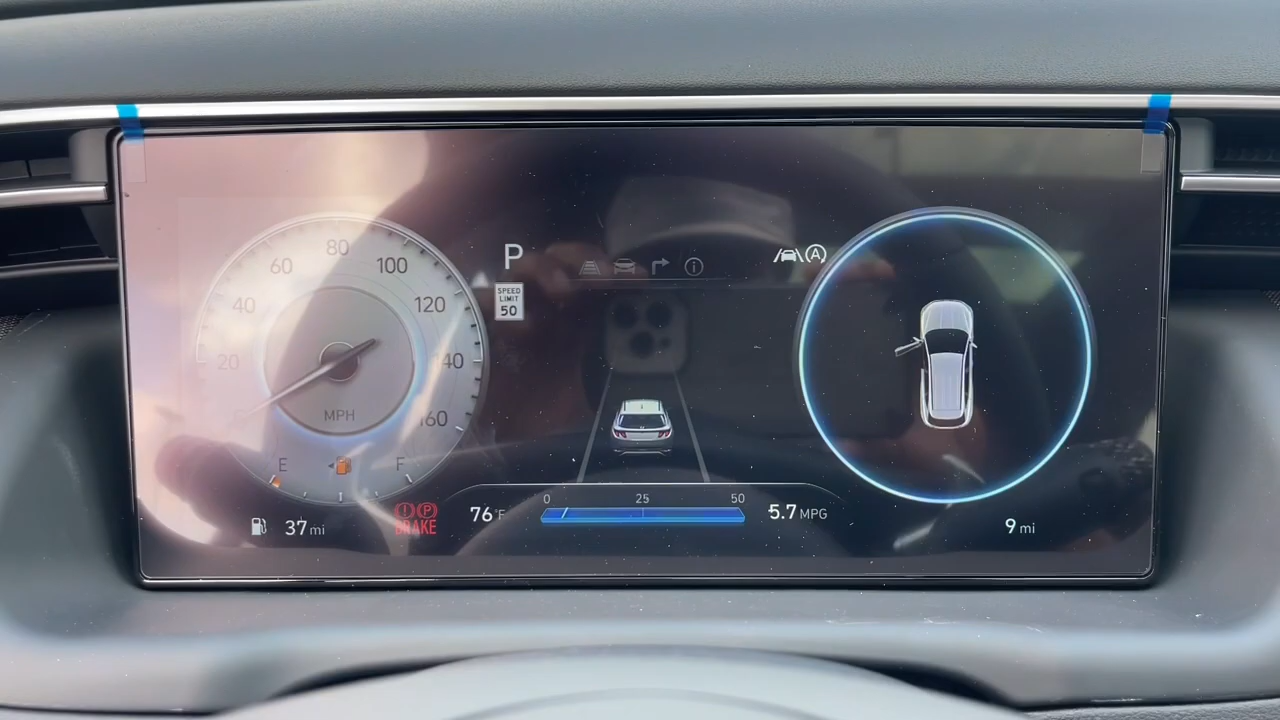 80
60
100
40
120
20
140
160
MPH
E
F
37 mi
P
SPEED
LIMIT
50
i
A
P
BRAKE
76°F
0 25 50
5.7 MPG
9 mi